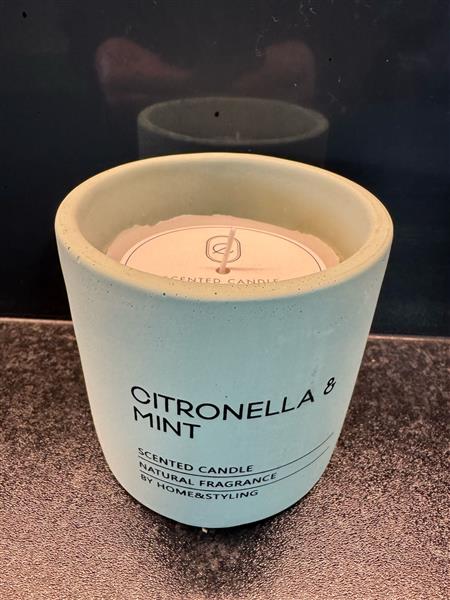 SCENTED CANDLE
CITRONELLA &
MINT
SCENTED CANDLE
NATURAL FRAGRANCE
BY HOME&STYLING